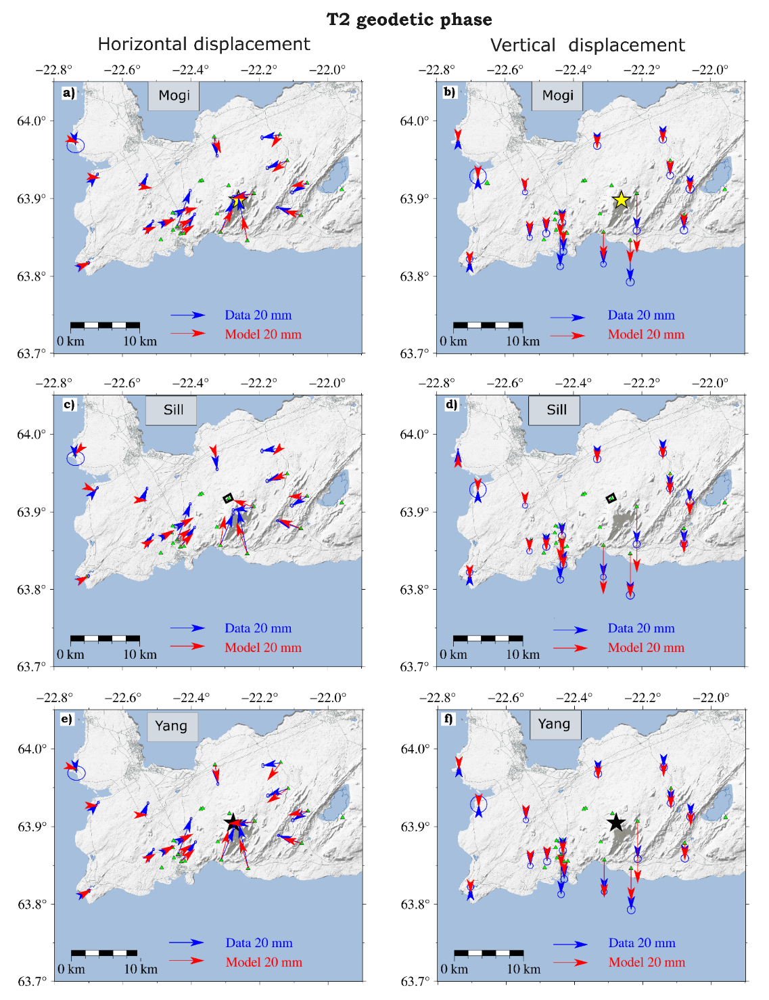 T2 geodetic phase
Horizontal displacement
Vertical displacement
−22.8° −22.6° −22.4° −22.2° −22.0°
−22.8° −22.6° −22.4° −22.2° −22.0°
a) Mogi
b) Mogi
64.0°
64.0°
63.9°
63.9°
63.8°
63.8°
Data 20 mm
Data 20 mm
Model 20 mm
Model 20 mm
0 km 10 km
0 km 10 km
63.7°
63.7°
−22.8° −22.6° −22.4° −22.2° −22.0°
−22.8° −22.6° −22.4° −22.2° −22.0°
c) Sill
d) Sill
64.0°
64.0°
63.9°
63.9°
63.8°
63.8°
Data 20 mm
Data 20 mm
Model 20 mm
Model 20 mm
0 km 10 km
0 km 10 km
63.7°
63.7°
−22.8° −22.6° −22.4° −22.2° −22.0°
−22.8° −22.6° −22.4° −22.2° −22.0°
e) Yang
f) Yang
64.0°
64.0°
63.9°
63.9°
63.8°
63.8°
Data 20 mm
Data 20 mm
Model 20 mm
Model 20 mm
0 km 10 km
0 km 10 km
63.7°
63.7°